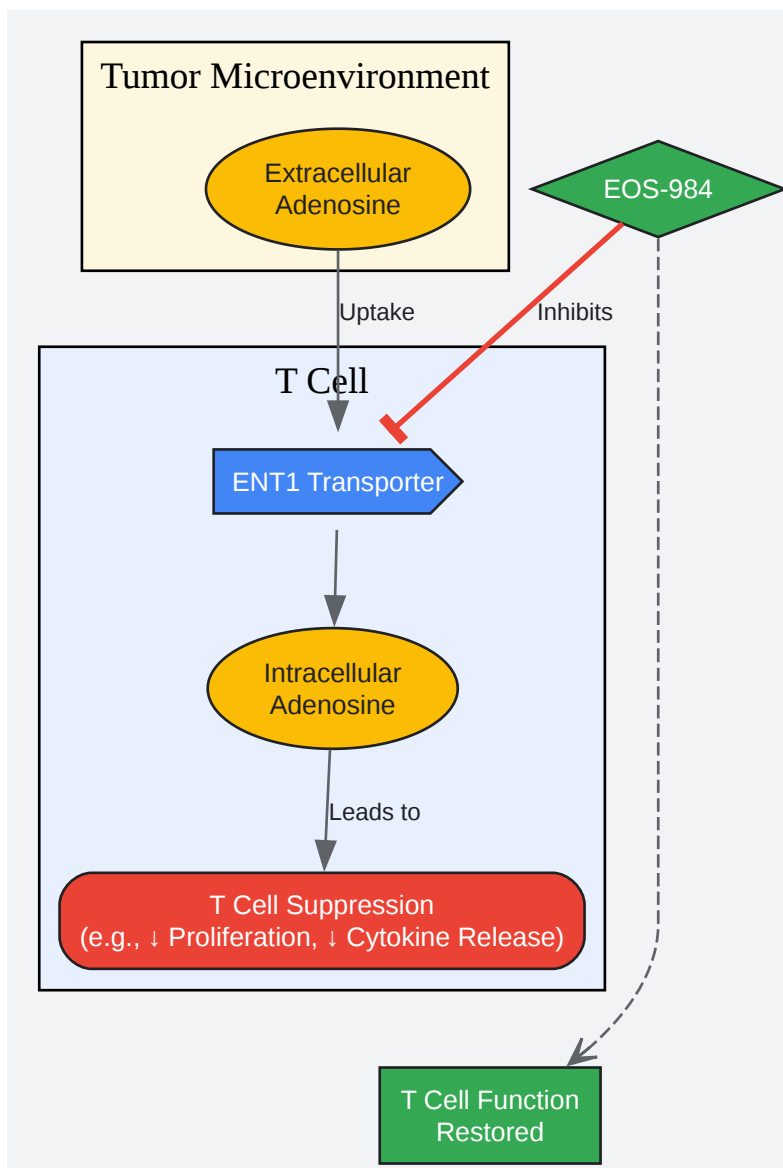 Tumor Microenvironment
Extracellular
Adenosine
EOS-984
Uptake
Inhibits
T Cell
ENT1 Transporter
Intracellular
Adenosine
Leads to
T Cell Suppression
(e.g., ↓ Proliferation, ↓ Cytokine Release)
T Cell Function
Restored